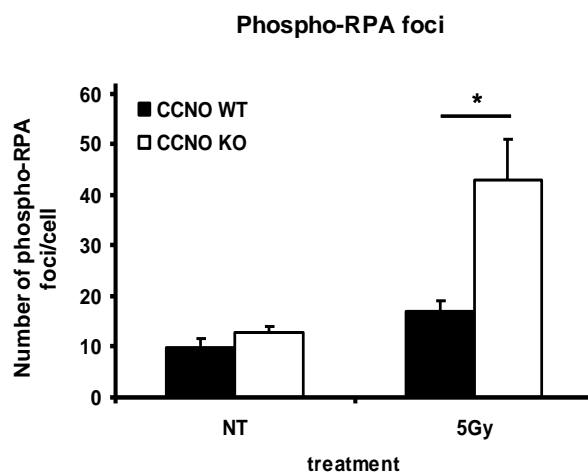 Phospho-RPA foci
Number of phospho-RPA
foci/cell
60
50
40
30
20
10
0
CCNO WT
CCNO KO
*
NT
5Gy
treatment